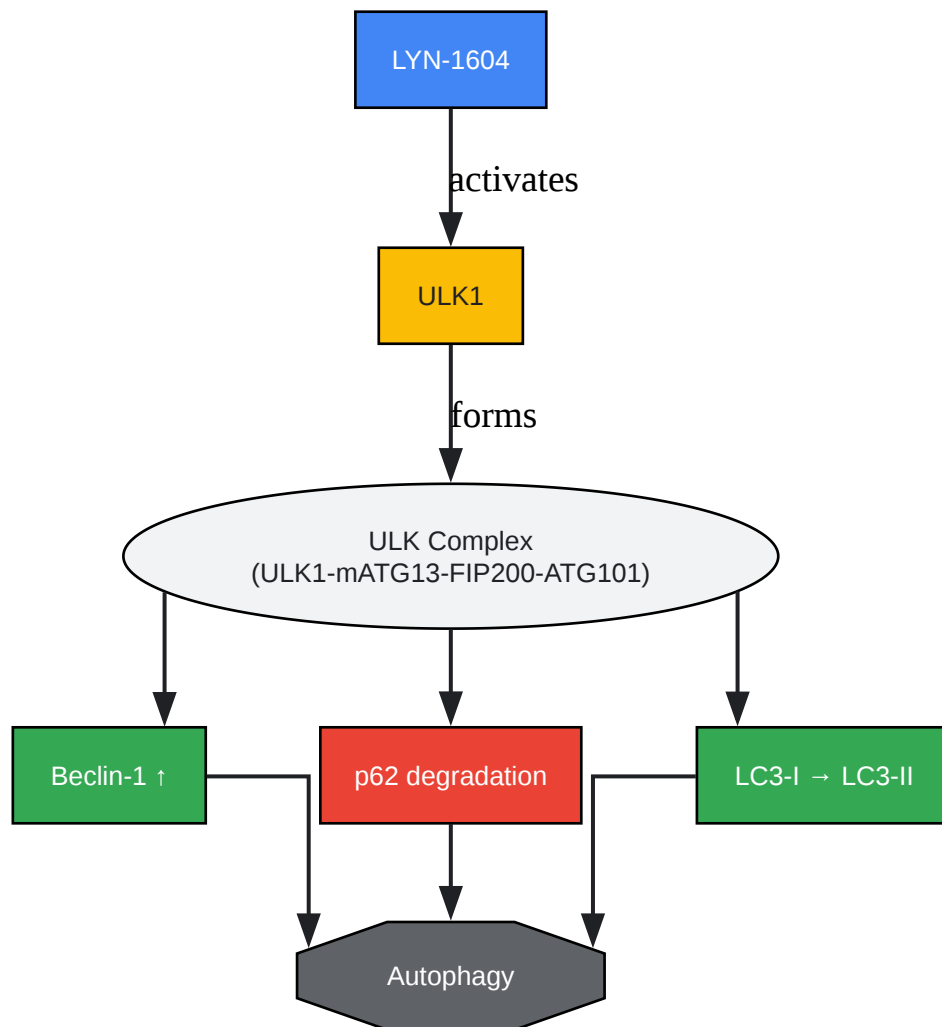 LYN-1604
activates
ULK1
forms
ULK Complex
(ULK1-mATG13-FIP200-ATG101)
Beclin-1 ↑
p62 degradation
LC3-I → LC3-II
Autophagy